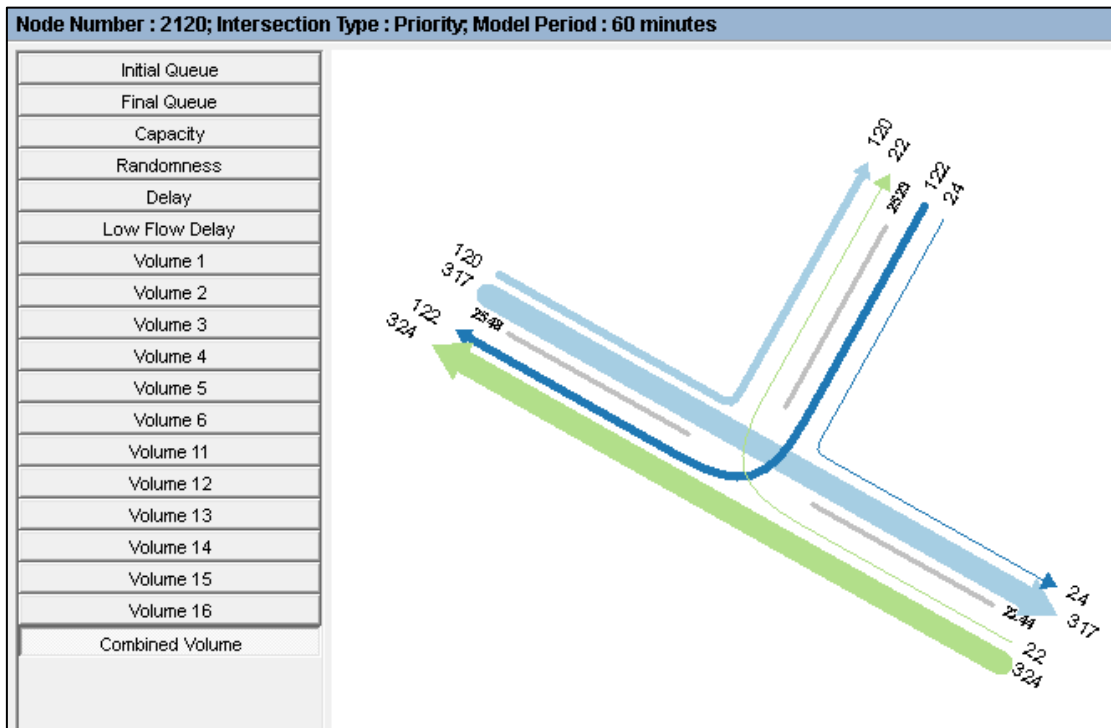 Node Number : 2120; Intersection Type : Priority; Model Period : 60 minutes
Initial Queue
Final Queue
Capacity
Randomness
Delay
Low Flow Delay
Volume 1
Volume 2
Volume 3
Volume 4
Volume 5
Volume 6
Volume 11
Volume 12
Volume 13
Volume 14
Volume 15
Volume 16
Combined Volume
120
22
2523
122
24
120
317
2548
122
324
24
317
2244
22
324